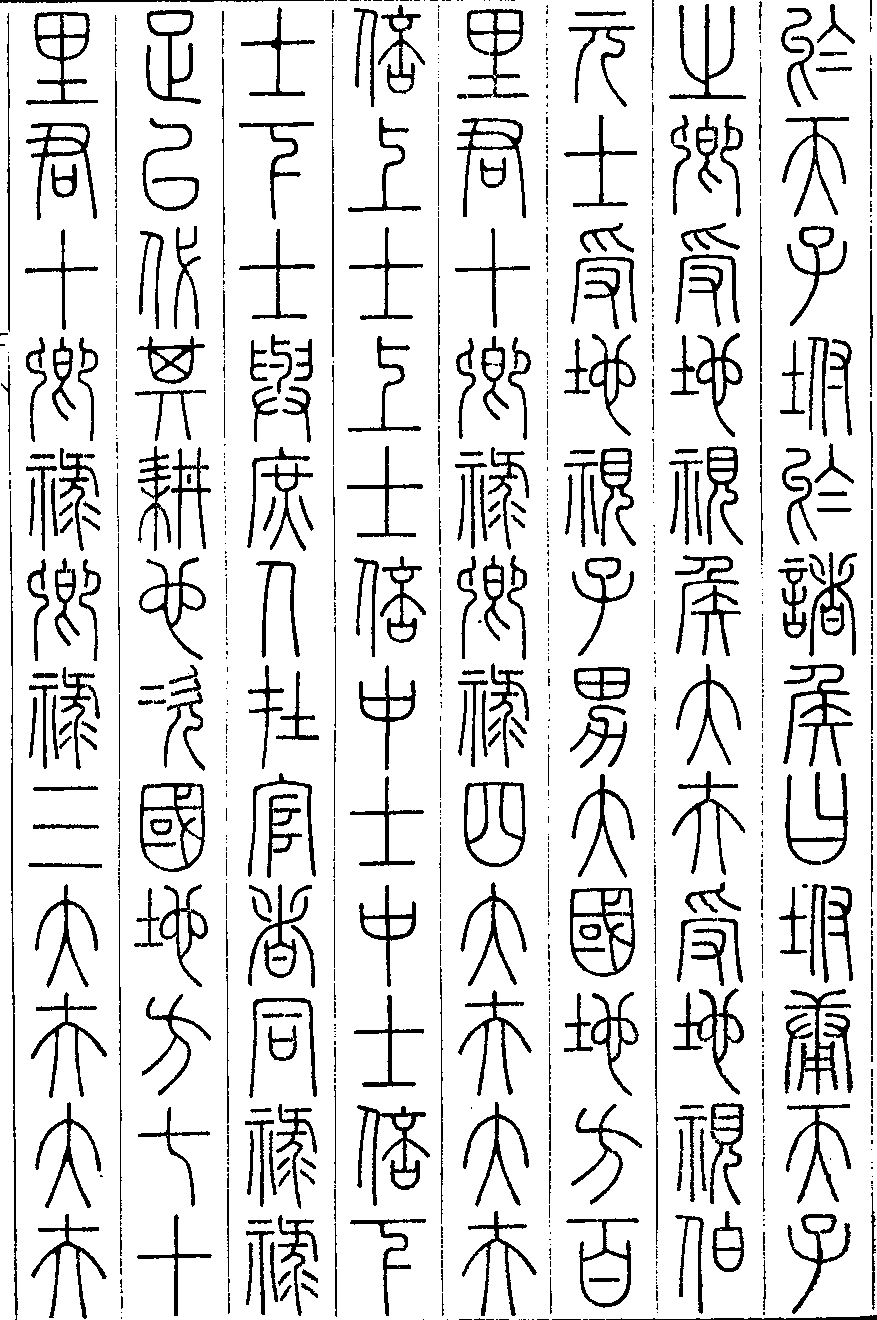 於天子坿於諸侯曰坿庸天子
之卿受地視侯大夫受地視伯
元士受地視子男大國地方百
里君十卿祿卿祿四大夫大夫
倍上士上士倍中士中士倍下
士下士與庶人在官者同祿祿
足以代其耕也次國地方七十
里君十卿祿卿祿三大夫大夫